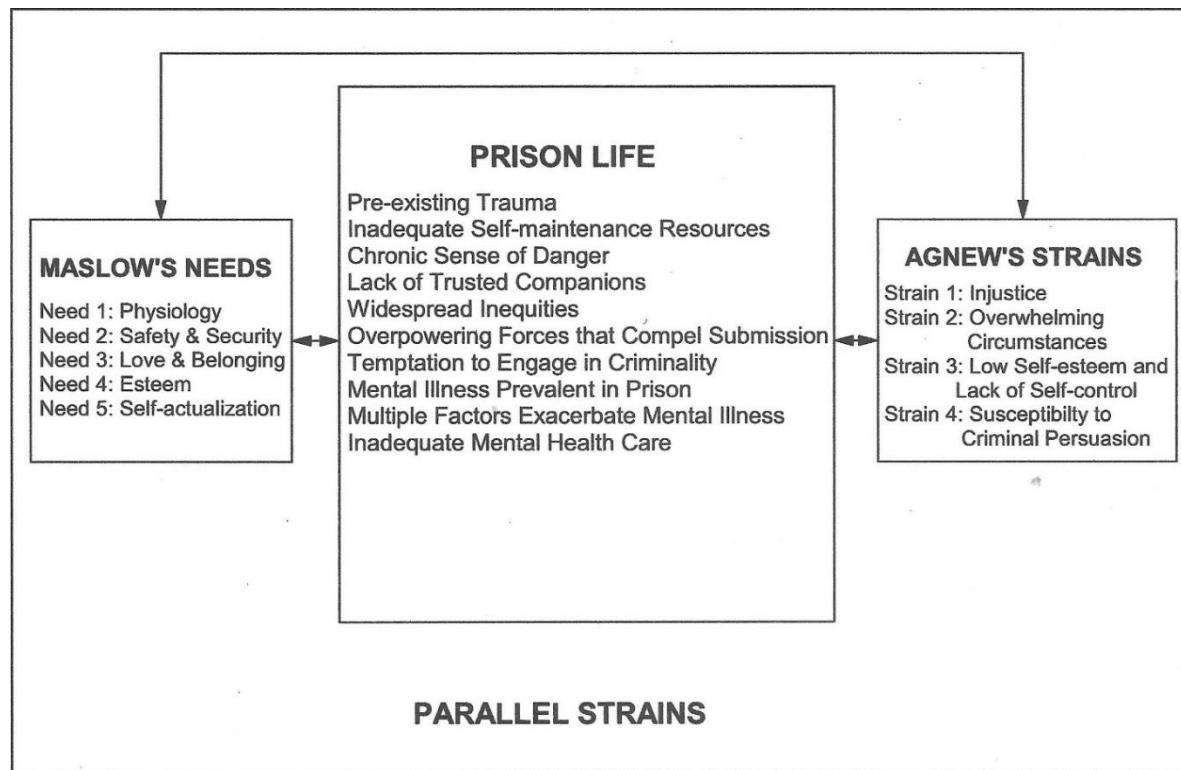 PRISON LIFE
Pre-existing Trauma
Inadequate Self-maintenance Resources
Chronic Sense of Danger
Lack of Trusted Companions
Widespread Inequities
Overpowering Forces that Compel Submission
Temptation to Engage in Criminality
Mental Illness Prevalent in Prison
Multiple Factors Exacerbate Mental Illness
Inadequate Mental Health Care
MASLOW'S NEEDS
Need 1: Physiology
Need 2: Safety & Security
Need 3: Love & Belonging
Need 4: Esteem
Need 5: Self-actualization
AGNEW'S STRAINS
Strain 1: Injustice
Strain 2: Overwhelming
Circumstances
Strain 3: Low Self-esteem and
Lack of Self-control
Strain 4: Susceptibilty to
Criminal Persuasion
PARALLEL STRAINS